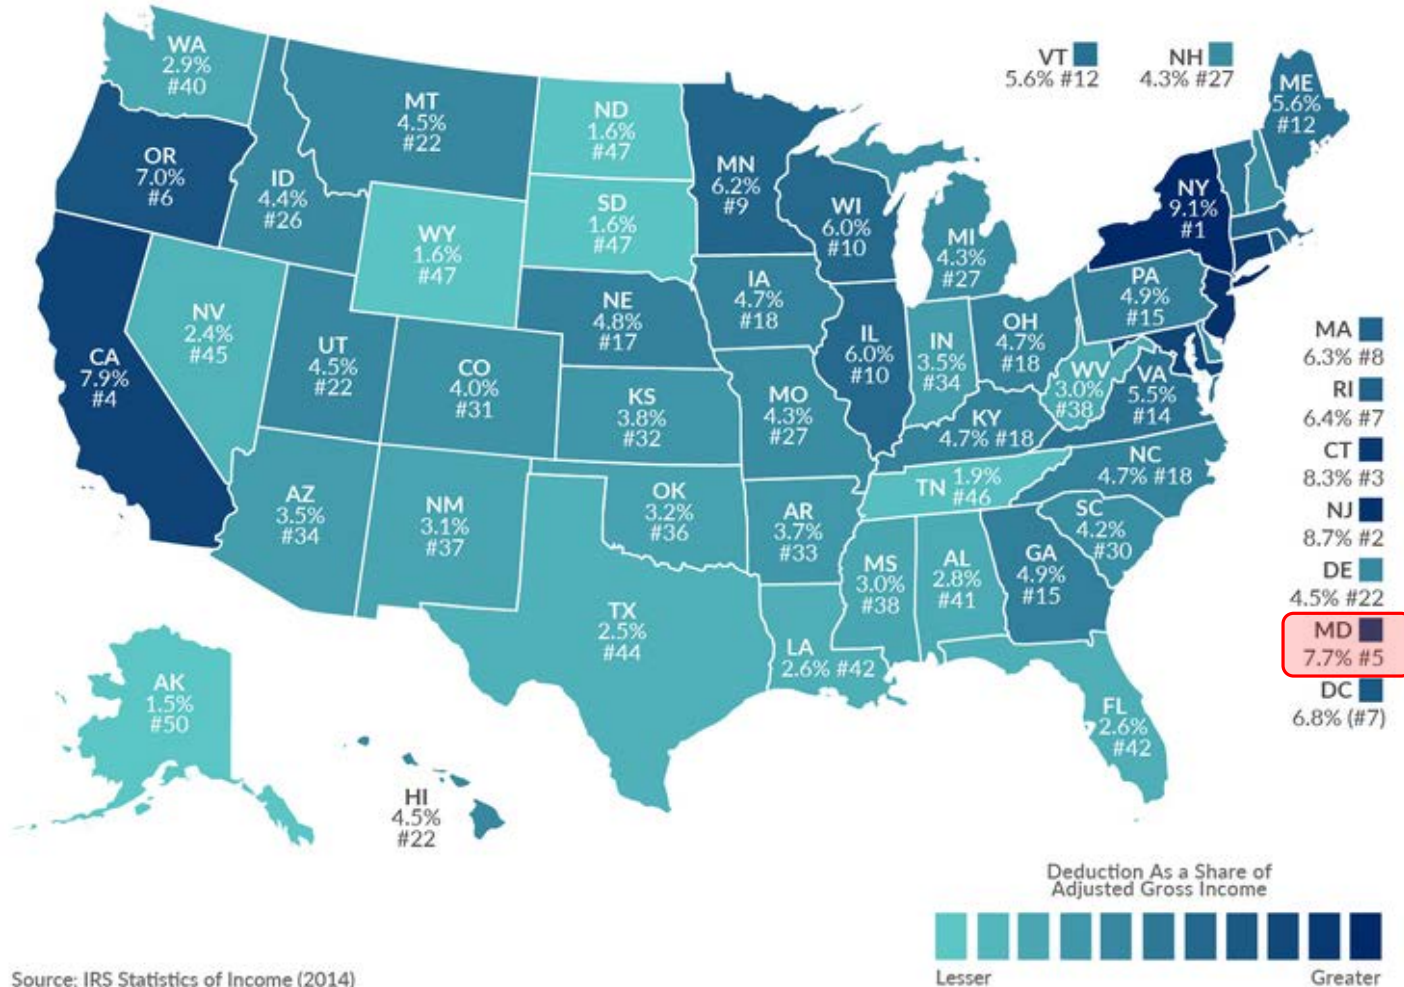 WA
2.9%
#40
MT
4.5%
#22
ND
1.6%
#47
VT
5.6% #12
NH
4.3% #27
ME
5.6%
#12
OR
7.0%
#6
ID
4.4%
#26
MN
6.2%
#9
WI
6.0%
#10
NY
9.1%
#1
SD
1.6%
#47
WY
1.6%
#47
MI
4.3%
#27
IA
4.7%
#18
PA
4.9%
#15
NE
4.8%
#17
NV
2.4%
#45
UT
4.5%
#22
CA
7.9%
#4
CO
4.0%
#31
IL
6.0%
#10
IN
3.5%
#34
OH
4.7%
#18
WV
3.0%
#38
VA
5.5%
#14
MA
6.3% #8
RI
6.4% #7
CT
8.3% #3
NJ
8.7% #2
DE
4.5% #22
MD
7.7% #5
DC
6.8% (#7)
KS
3.8%
#32
MO
4.3%
#27
KY
4.7% #18
NC
4.7% #18
TN 1.9%
#46
AZ
3.5%
#34
NM
3.1%
#37
OK
3.2%
#36
AR
3.7%
#33
SC
4.2%
#30
MS
3.0%
#38
AL
2.8%
#41
GA
4.9%
#15
TX
2.5%
#44
LA
2.6% #42
FL
2.6%
#42
AK
1.5%
#50
HI
4.5%
#22
Deduction As a Share of
Adjusted Gross Income
Lesser Greater
Source: IRS Statistics of Income (2014)